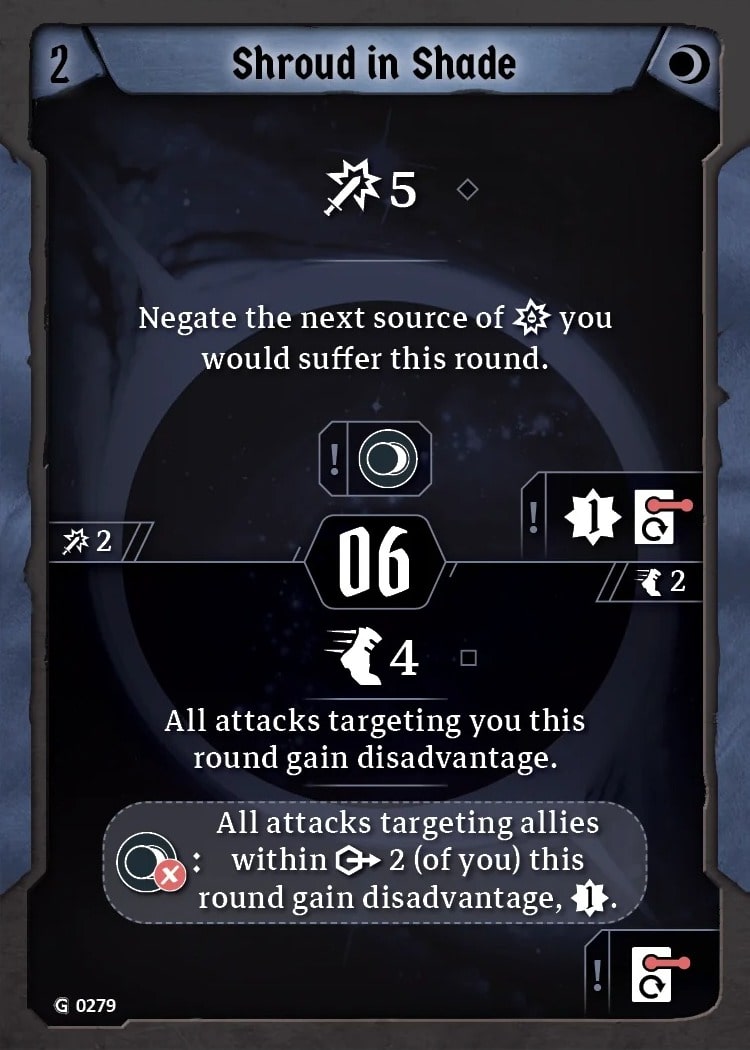 2
Shroud in Shade
5
Negate the next source of you
would suffer this round.
!
! 1
2
06
2
4
All attacks targeting you this
round gain disadvantage.
All attacks targeting allies
: within 2 (of you) this
round gain disadvantage, 1.
!
G 0279